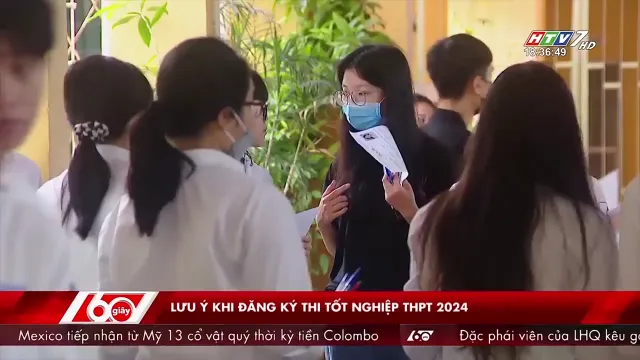 HTV7 HD
18:36:49
60 giây
LƯU Ý KHI ĐĂNG KÝ THI TỐT NGHIỆP THPT 2024
Mexico tiếp nhận từ Mỹ 13 cổ vật quý thời kỳ tiền Colombo 60 Đặc phái viên của LHQ kêu g